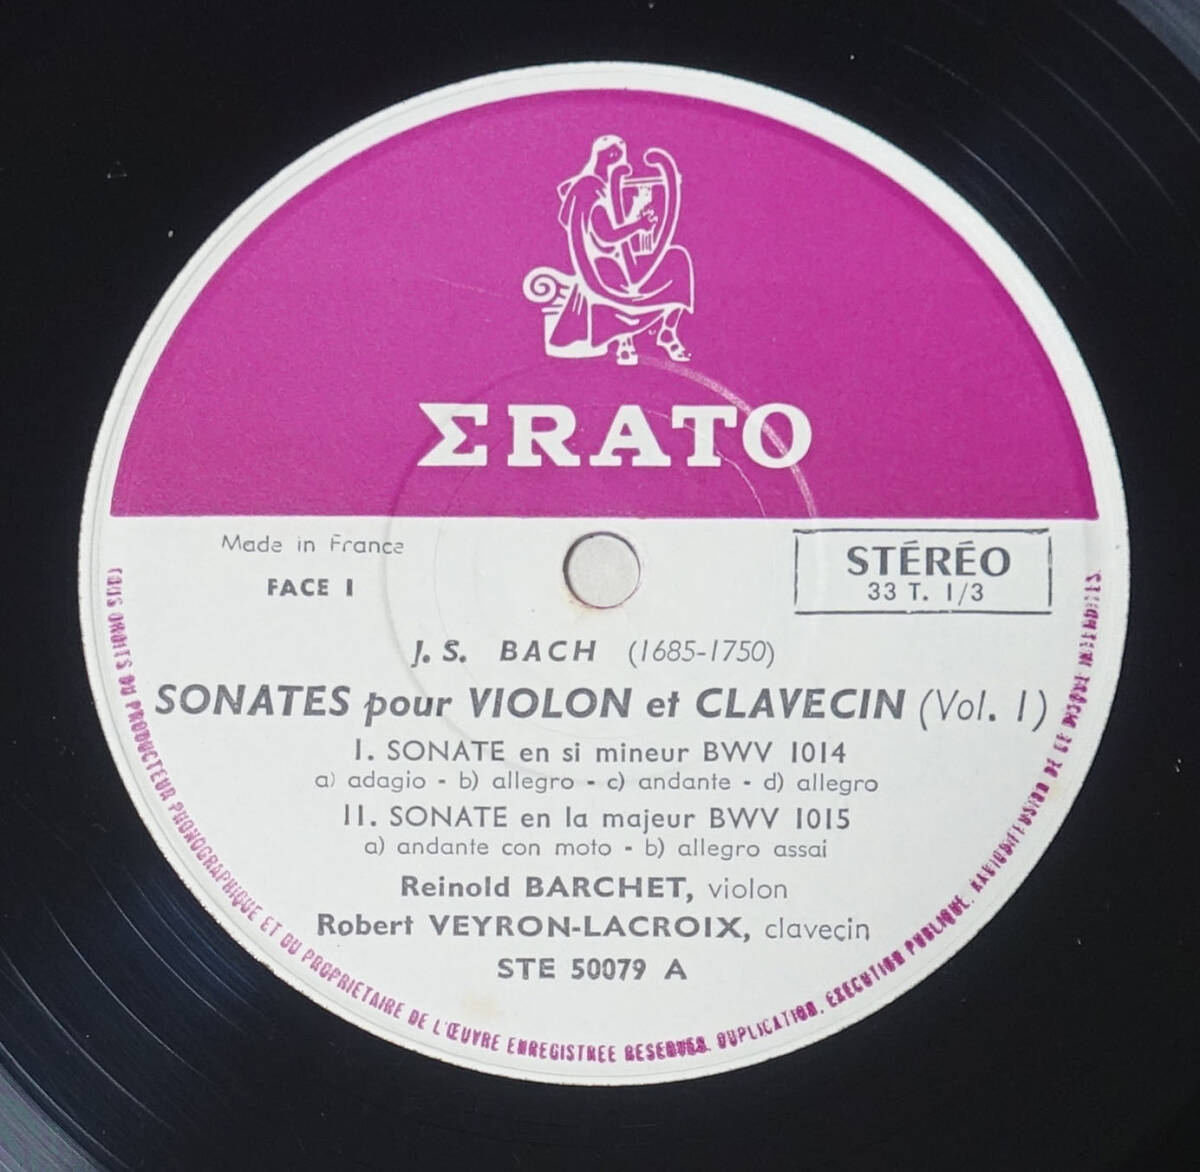 ΣRATO
Made in France
FACE I
STÉRÉO
33 T. 1/3
J. S. BACH (1685-1750)
SONATES pour VIOLON et CLAVECIN (Vol. I)
I. SONATE en si mineur BWV 1014
a) adagio - b) allegro - c) andante - d) allegro
II. SONATE en la majeur BWV 1015
a) andante con moto - b) allegro assai
Reinold BARCHET, violon
Robert VEYRON-LACROIX, clavecin
STE 50079 A
TOUS DROITS DU PRODUCTEUR PHONOGRAPHIQUE ET DU PROPRIETAIRE DE L'ŒUVRE ENREGISTREE RESERVES. DUPLICATION. EXECUTION PUBLIQUE. RADIODIFFUSION DE CE DISQUE INTERDITES.